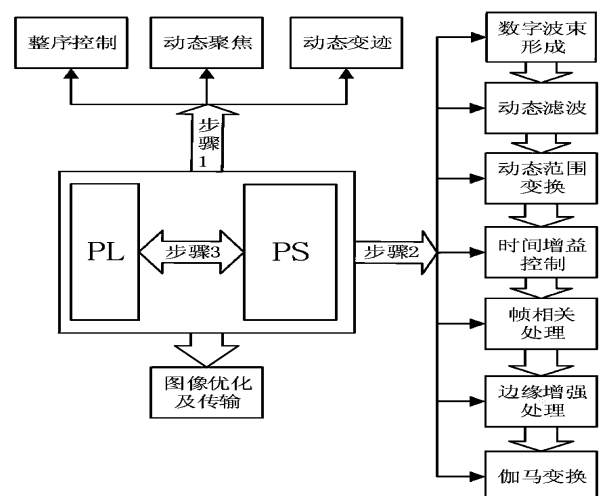 整序控制
动态聚焦
动态变迹
步
骤
1
PL
步骤3
PS
步骤2
图像优化
及传输
数字波束
形成
动态滤波
动态范围
变换
时间增益
控制
帧相关
处理
边缘增强
处理
伽马变换